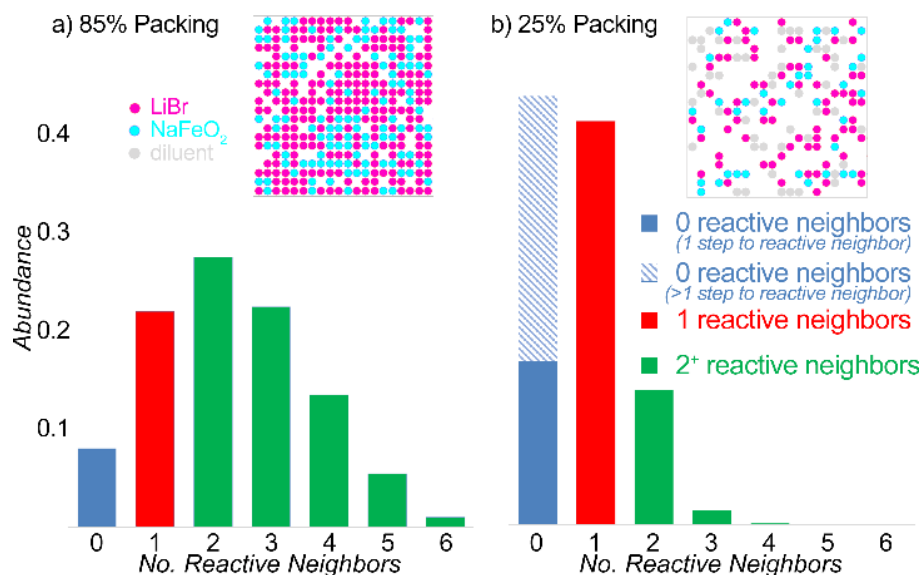 a) 85% Packing
LiBr
NaFeO₂
diluent
0.4
0.3
0.2
0.1
Abundance
0 1 2 3 4 5 6
No. Reactive Neighbors
b) 25% Packing
0 reactive neighbors
(1 step to reactive neighbor)
0 reactive neighbors
(>1 step to reactive neighbor)
1 reactive neighbors
2⁺ reactive neighbors
0 1 2 3 4 5 6
No. Reactive Neighbors